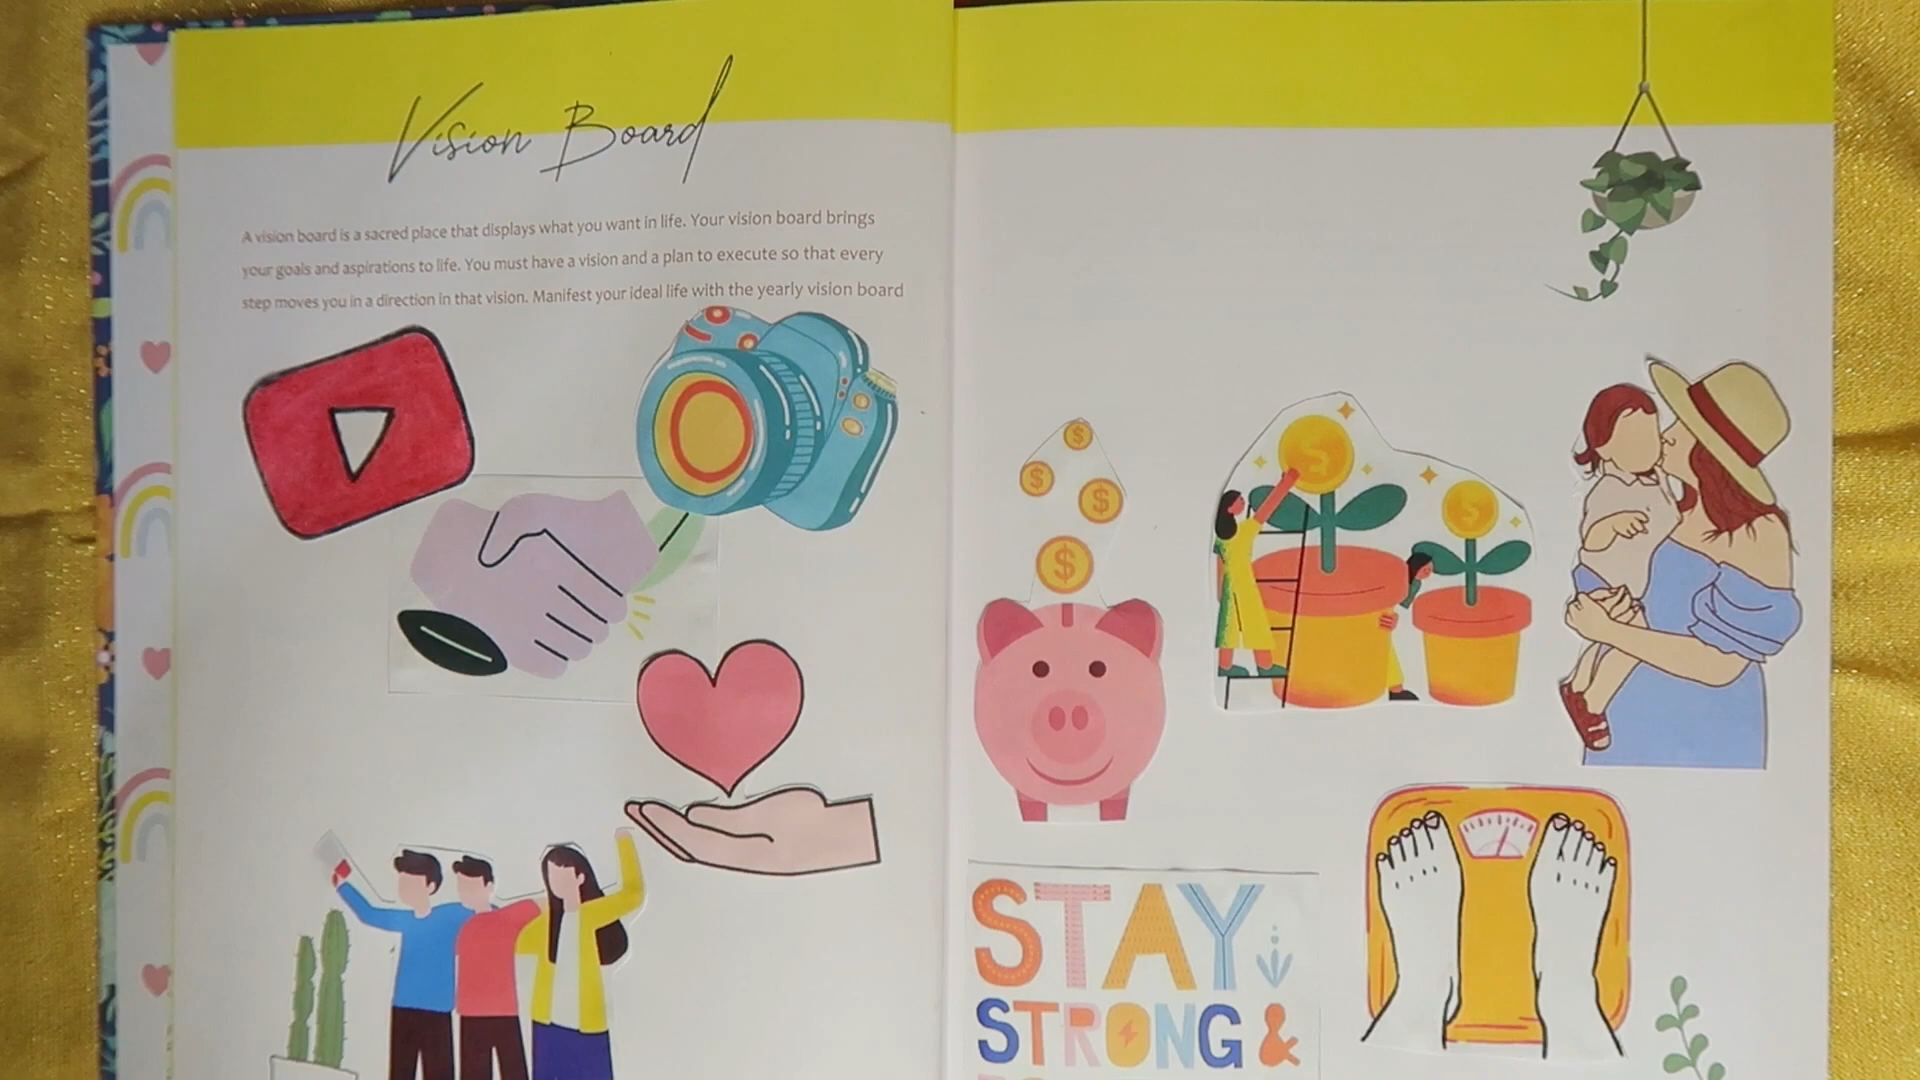 Vision Board
A vision board is a sacred place that displays what you want in life. Your vision board brings
your goals and aspirations to life. You must have a vision and a plan to execute so that every
step moves you in a direction in that vision. Manifest your ideal life with the yearly vision board
$
$
$
$
$
$
STAY
STRONG &